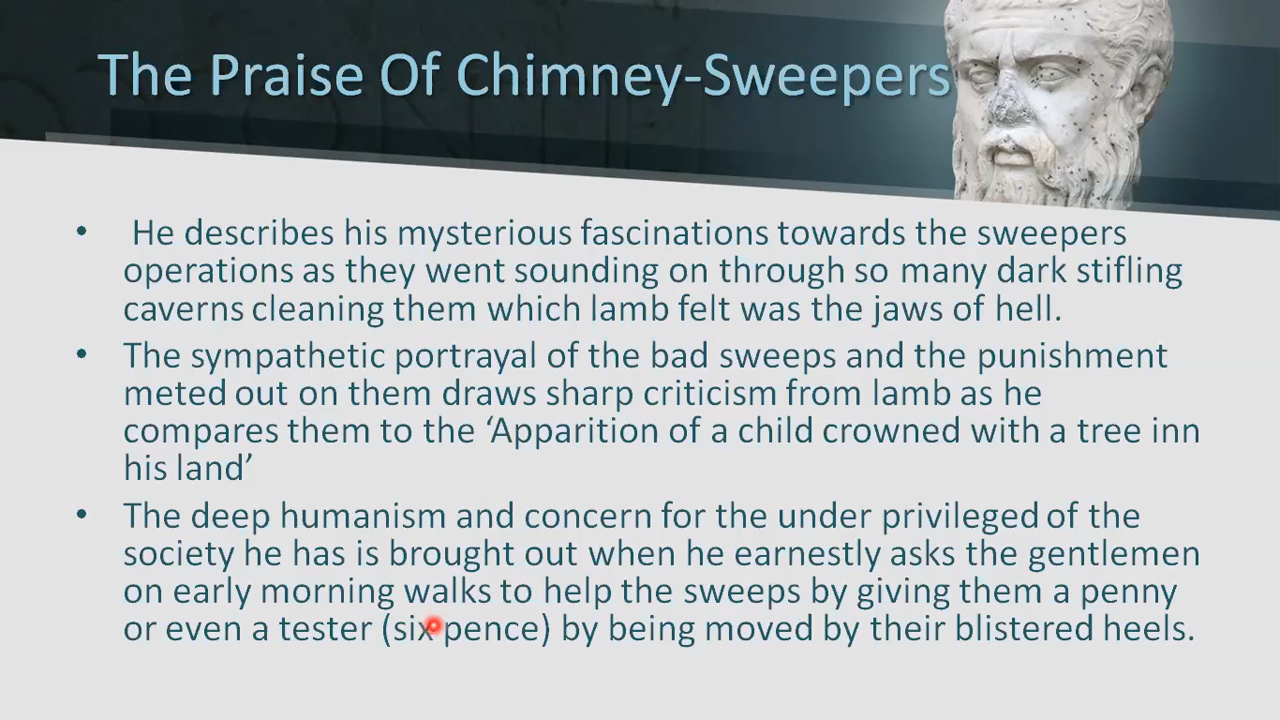 The Praise Of Chimney-Sweepers
• He describes his mysterious fascinations towards the sweepers
operations as they went sounding on through so many dark stifling
caverns cleaning them which lamb felt was the jaws of hell.
• The sympathetic portrayal of the bad sweeps and the punishment
meted out on them draws sharp criticism from lamb as he
compares them to the ‘Apparition of a child crowned with a tree inn
his land’
• The deep humanism and concern for the under privileged of the
society he has is brought out when he earnestly asks the gentlemen
on early morning walks to help the sweeps by giving them a penny
or even a tester (six pence) by being moved by their blistered heels.